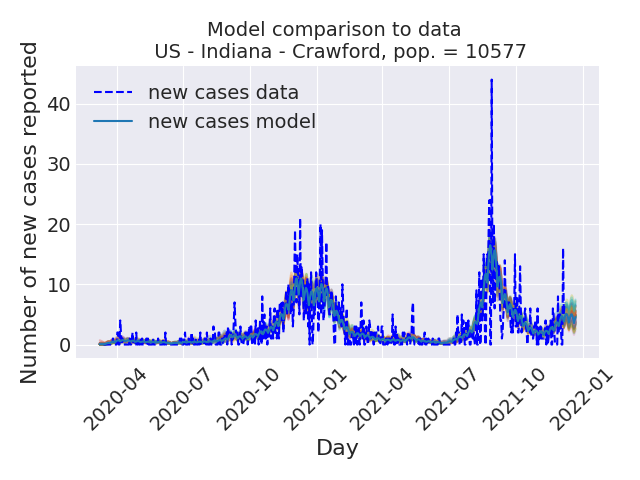 Model comparison to data
US - Indiana - Crawford, pop. = 10577
new cases data
new cases model
Number of new cases reported
40
30
20
10
0
2020-04
2020-07
2020-10
2021-01
2021-04
2021-07
2021-10
2022-01
Day